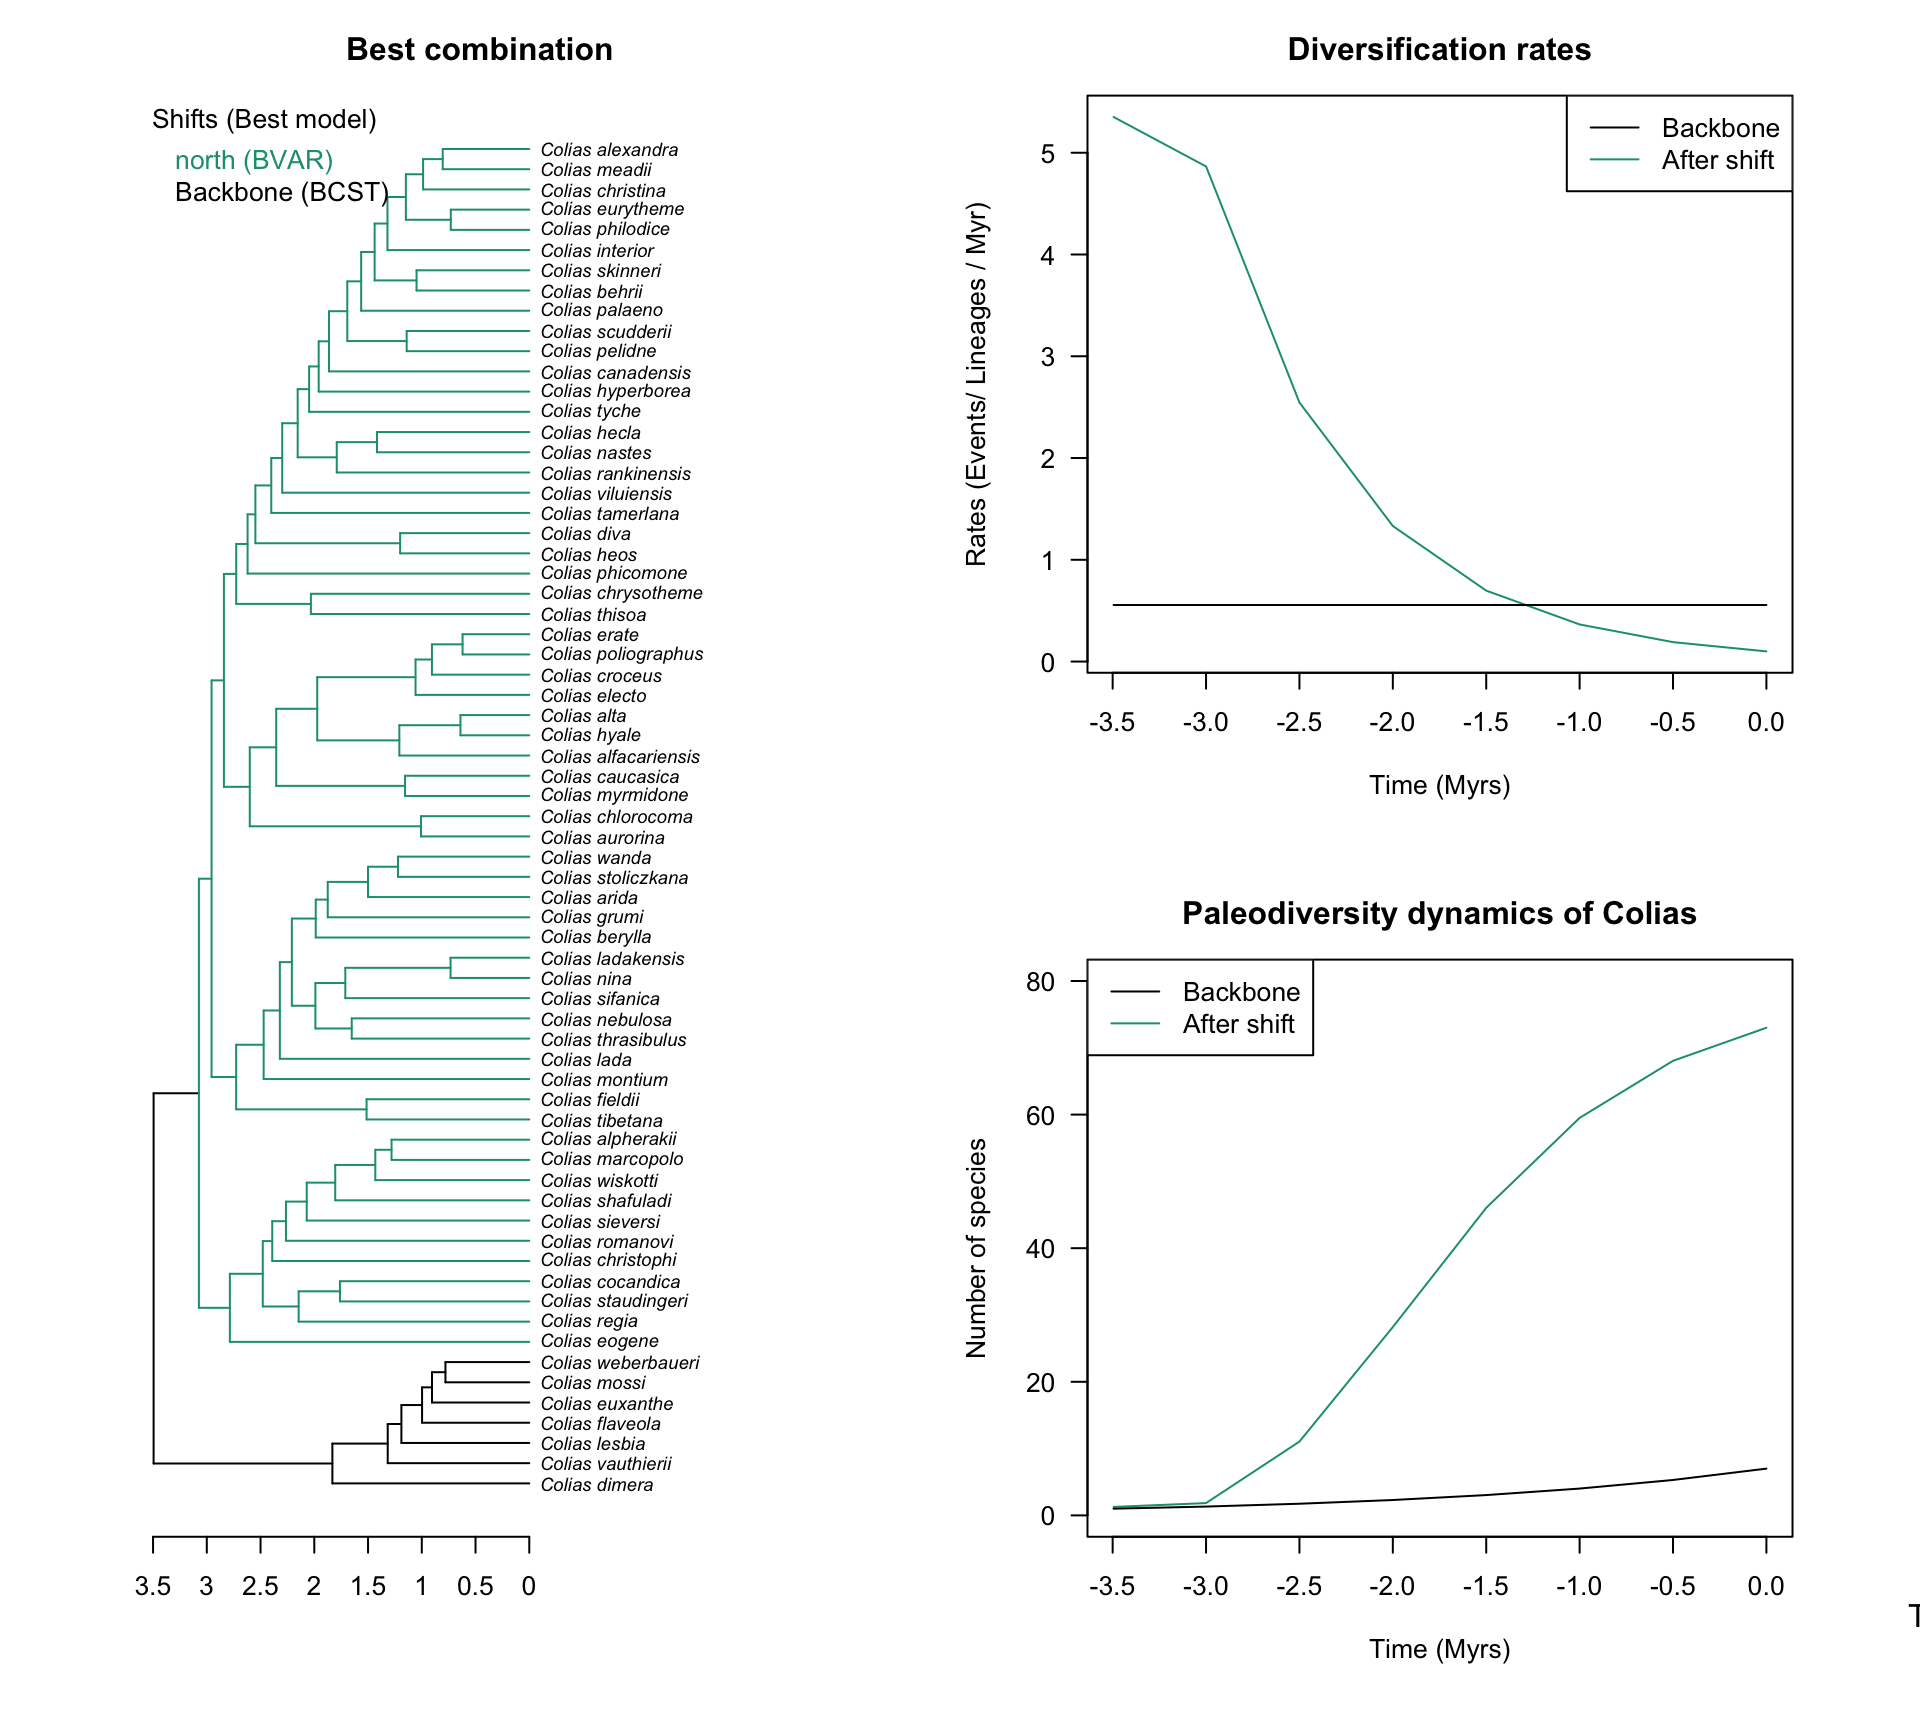 Best combination
Shifts (Best model)
north (BVAR)
Backbone (BCST)
Colias alexandra
Colias meadii
Colias christina
Colias eurytheme
Colias philodice
Colias interior
Colias skinneri
Colias behrii
Colias palaeno
Colias scudderii
Colias pelidne
Colias canadensis
Colias hyperborea
Colias tyche
Colias hecla
Colias nastes
Colias rankinensis
Colias viluiensis
Colias tamerlana
Colias diva
Colias heos
Colias phicomone
Colias chrysotheme
Colias thisoa
Colias erate
Colias poliographus
Colias croceus
Colias electo
Colias alta
Colias hyale
Colias alfacariensis
Colias caucasica
Colias myrmidone
Colias chlorocoma
Colias aurorina
Colias wanda
Colias stoliczkana
Colias arida
Colias grumi
Colias berylla
Colias ladakensis
Colias nina
Colias sifanica
Colias nebulosa
Colias thrasibulus
Colias lada
Colias montium
Colias fieldii
Colias tibetana
Colias alpherakii
Colias marcopolo
Colias wiskotti
Colias shafuladi
Colias sieversi
Colias romanovi
Colias christophi
Colias cocandica
Colias staudingeri
Colias regia
Colias eogene
Colias weberbaueri
Colias mossi
Colias euxanthe
Colias flaveola
Colias lesbia
Colias vauthierii
Colias dimera
3.5 3 2.5 2 1.5 1 0.5 0
Diversification rates
Backbone
After shift
Rates (Events/ Lineages / Myr)
5
4
3
2
1
0
-3.5 -3.0 -2.5 -2.0 -1.5 -1.0 -0.5 0.0
Time (Myrs)
Paleodiversity dynamics of Colias
Backbone
After shift
Number of species
80
60
40
20
0
-3.5 -3.0 -2.5 -2.0 -1.5 -1.0 -0.5 0.0
Time (Myrs)